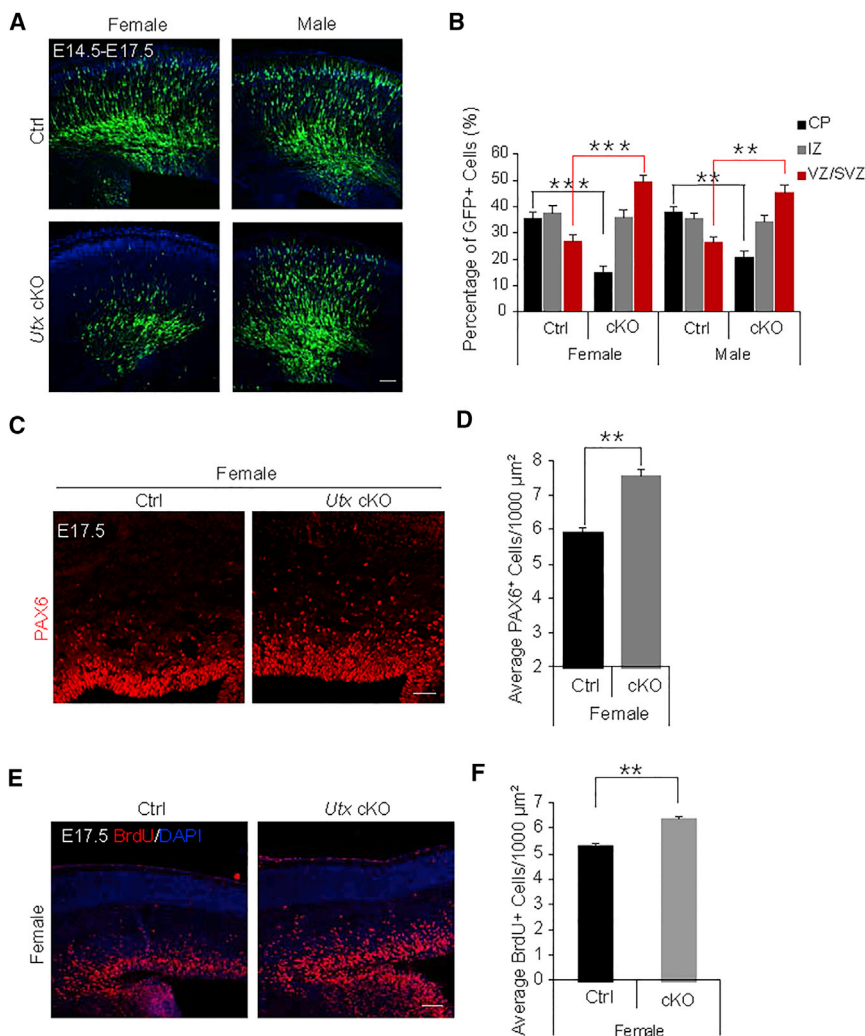 A
Female
Male
E14.5-E17.5
Ctrl
Utx cKO
B
Percentage of GFP+ Cells (%)
60
50
40
30
20
10
0
***
***
**
**
CP
IZ
VZ/SVZ
Ctrl
cKO
Ctrl
cKO
Female
Male
C
Female
Ctrl
Utx cKO
E17.5
PAX6
D
Average PAX6⁺ Cells/1000 µm²
8
7
6
5
4
3
2
**
Ctrl
cKO
Female
E
Ctrl
Utx cKO
E17.5 BrdU/DAPI
Female
F
Average BrdU+ Cells/1000 µm²
6
5
4
3
2
1
0
**
Ctrl
cKO
Female